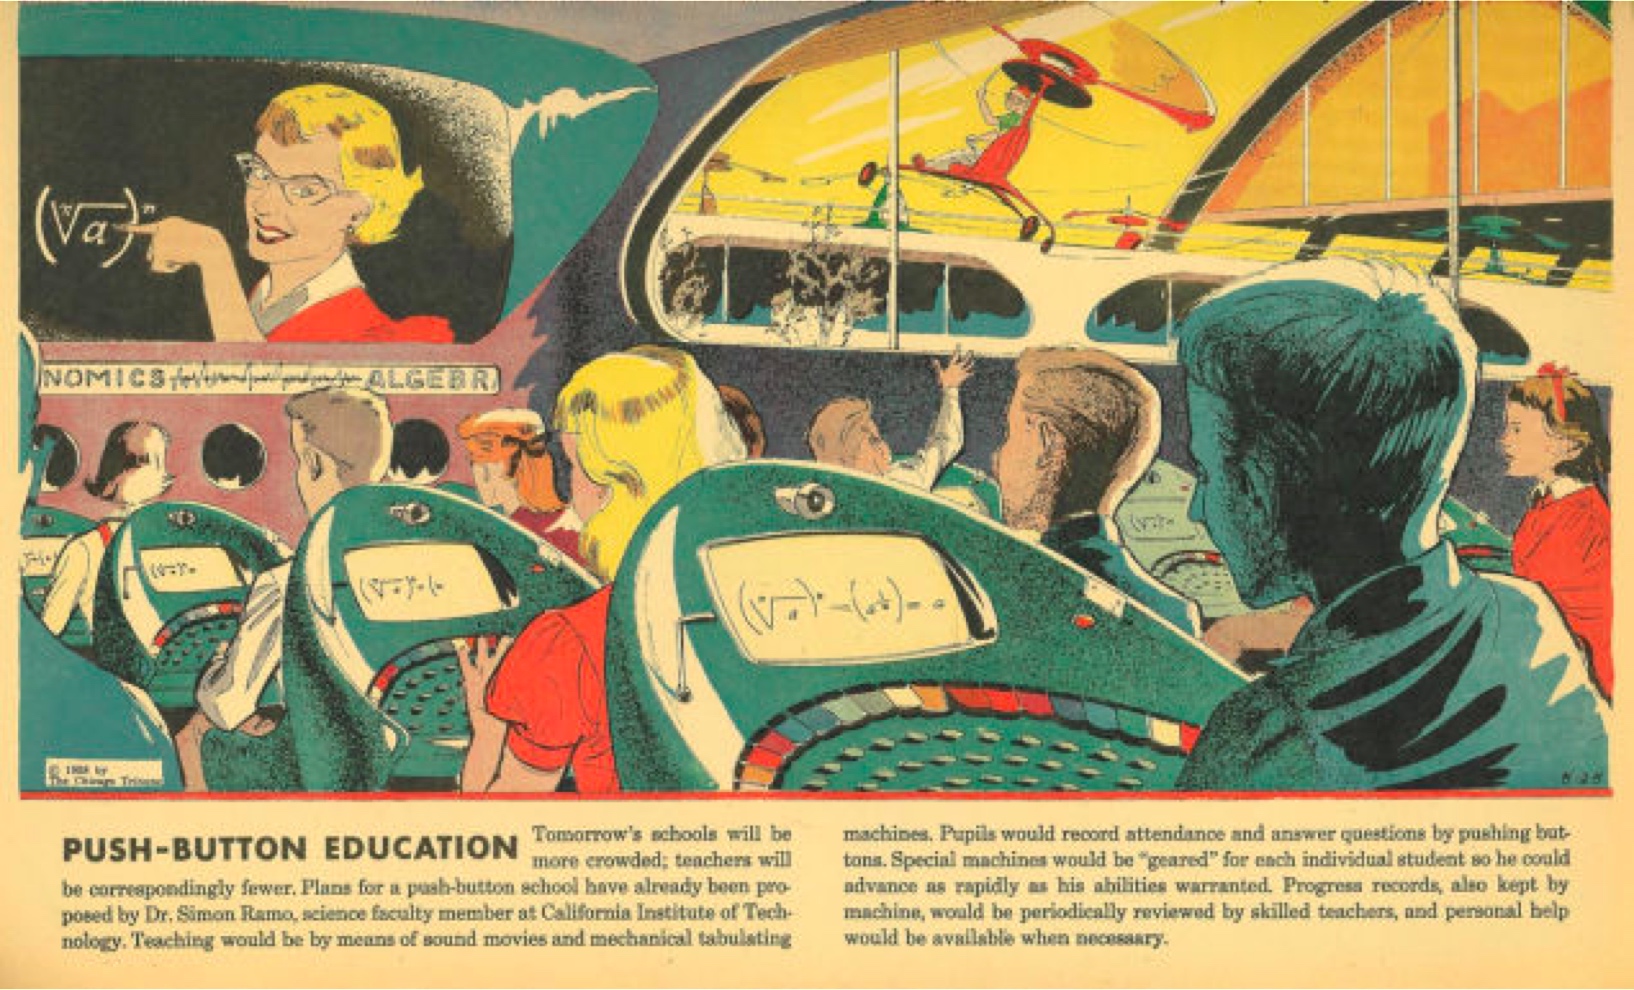 (ⁿ√a)ⁿ
NOMICS ALGEBR
© 1958 by
The Chicago Tribune
PUSH-BUTTON EDUCATION Tomorrow's schools will be
more crowded; teachers will
be correspondingly fewer. Plans for a push-button school have already been pro-
posed by Dr. Simon Ramo, science faculty member at California Institute of Tech-
nology. Teaching would be by means of sound movies and mechanical tabulating
machines. Pupils would record attendance and answer questions by pushing but-
tons. Special machines would be "geared" for each individual student so he could
advance as rapidly as his abilities warranted. Progress records, also kept by
machine, would be periodically reviewed by skilled teachers, and personal help
would be available when necessary.